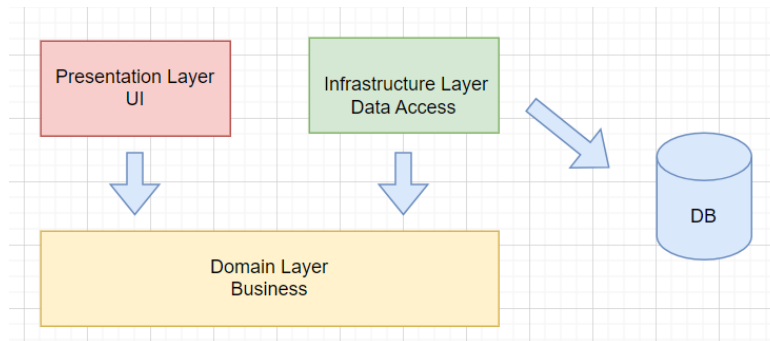 Presentation Layer
UI
Infrastructure Layer
Data Access
Domain Layer
Business
DB